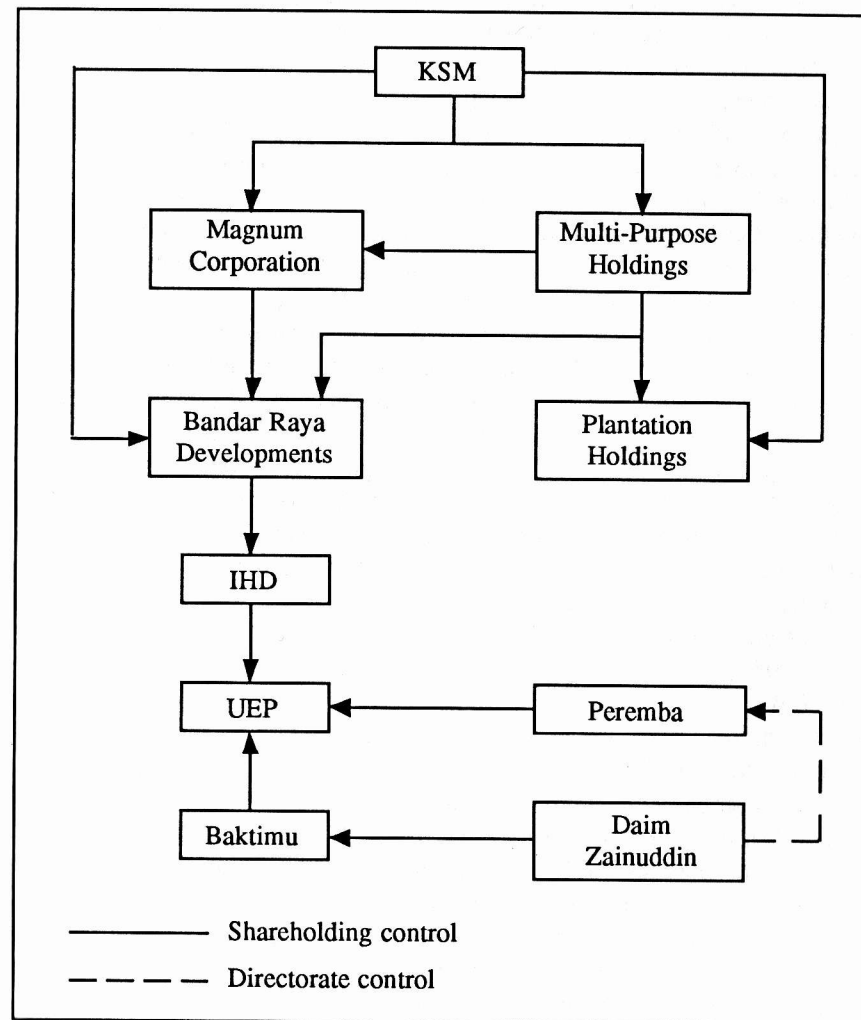 KSM
Magnum
Corporation
Multi-Purpose
Holdings
Bandar Raya
Developments
Plantation
Holdings
IHD
UEP
Peremba
Baktimu
Daim
Zainuddin
Shareholding control
Directorate control